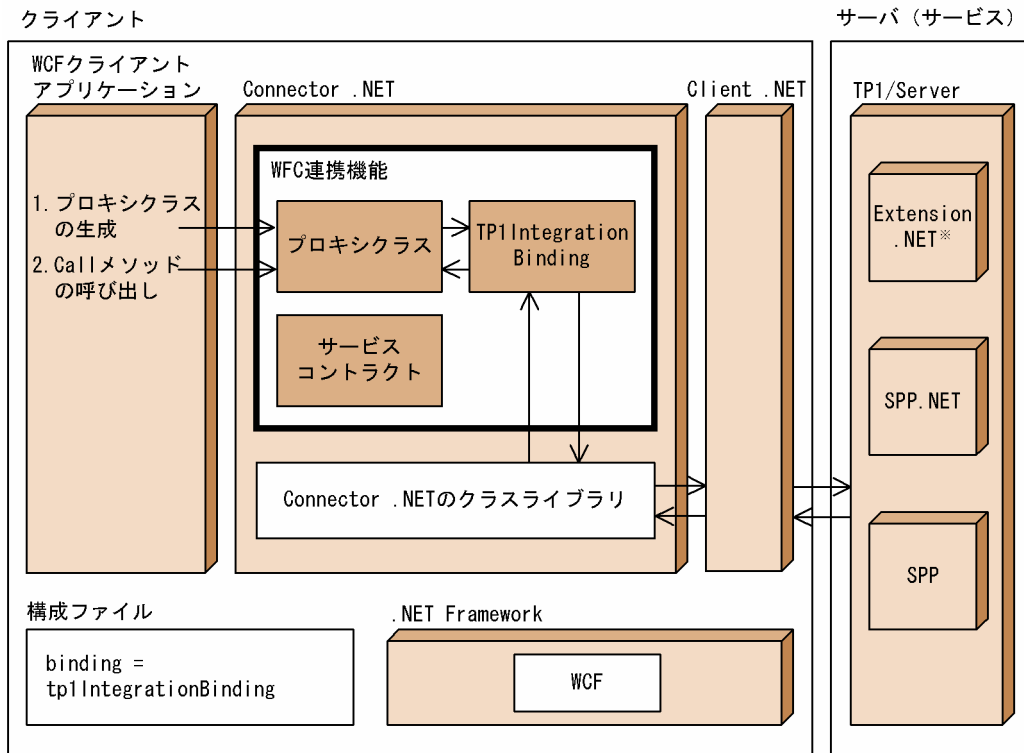 クライアント
サーバ（サービス）
WCFクライアント
アプリケーション
Connector .NET
Client .NET
TP1/Server
WFC連携機能
1.プロキシクラス
の生成
2.Callメソッド
の呼び出し
プロキシクラス
TP1Integration
Binding
サービス
コントラクト
Connector .NETのクラスライブラリ
Extension
.NET※
SPP.NET
SPP
構成ファイル
binding =
tp1IntegrationBinding
.NET Framework
WCF